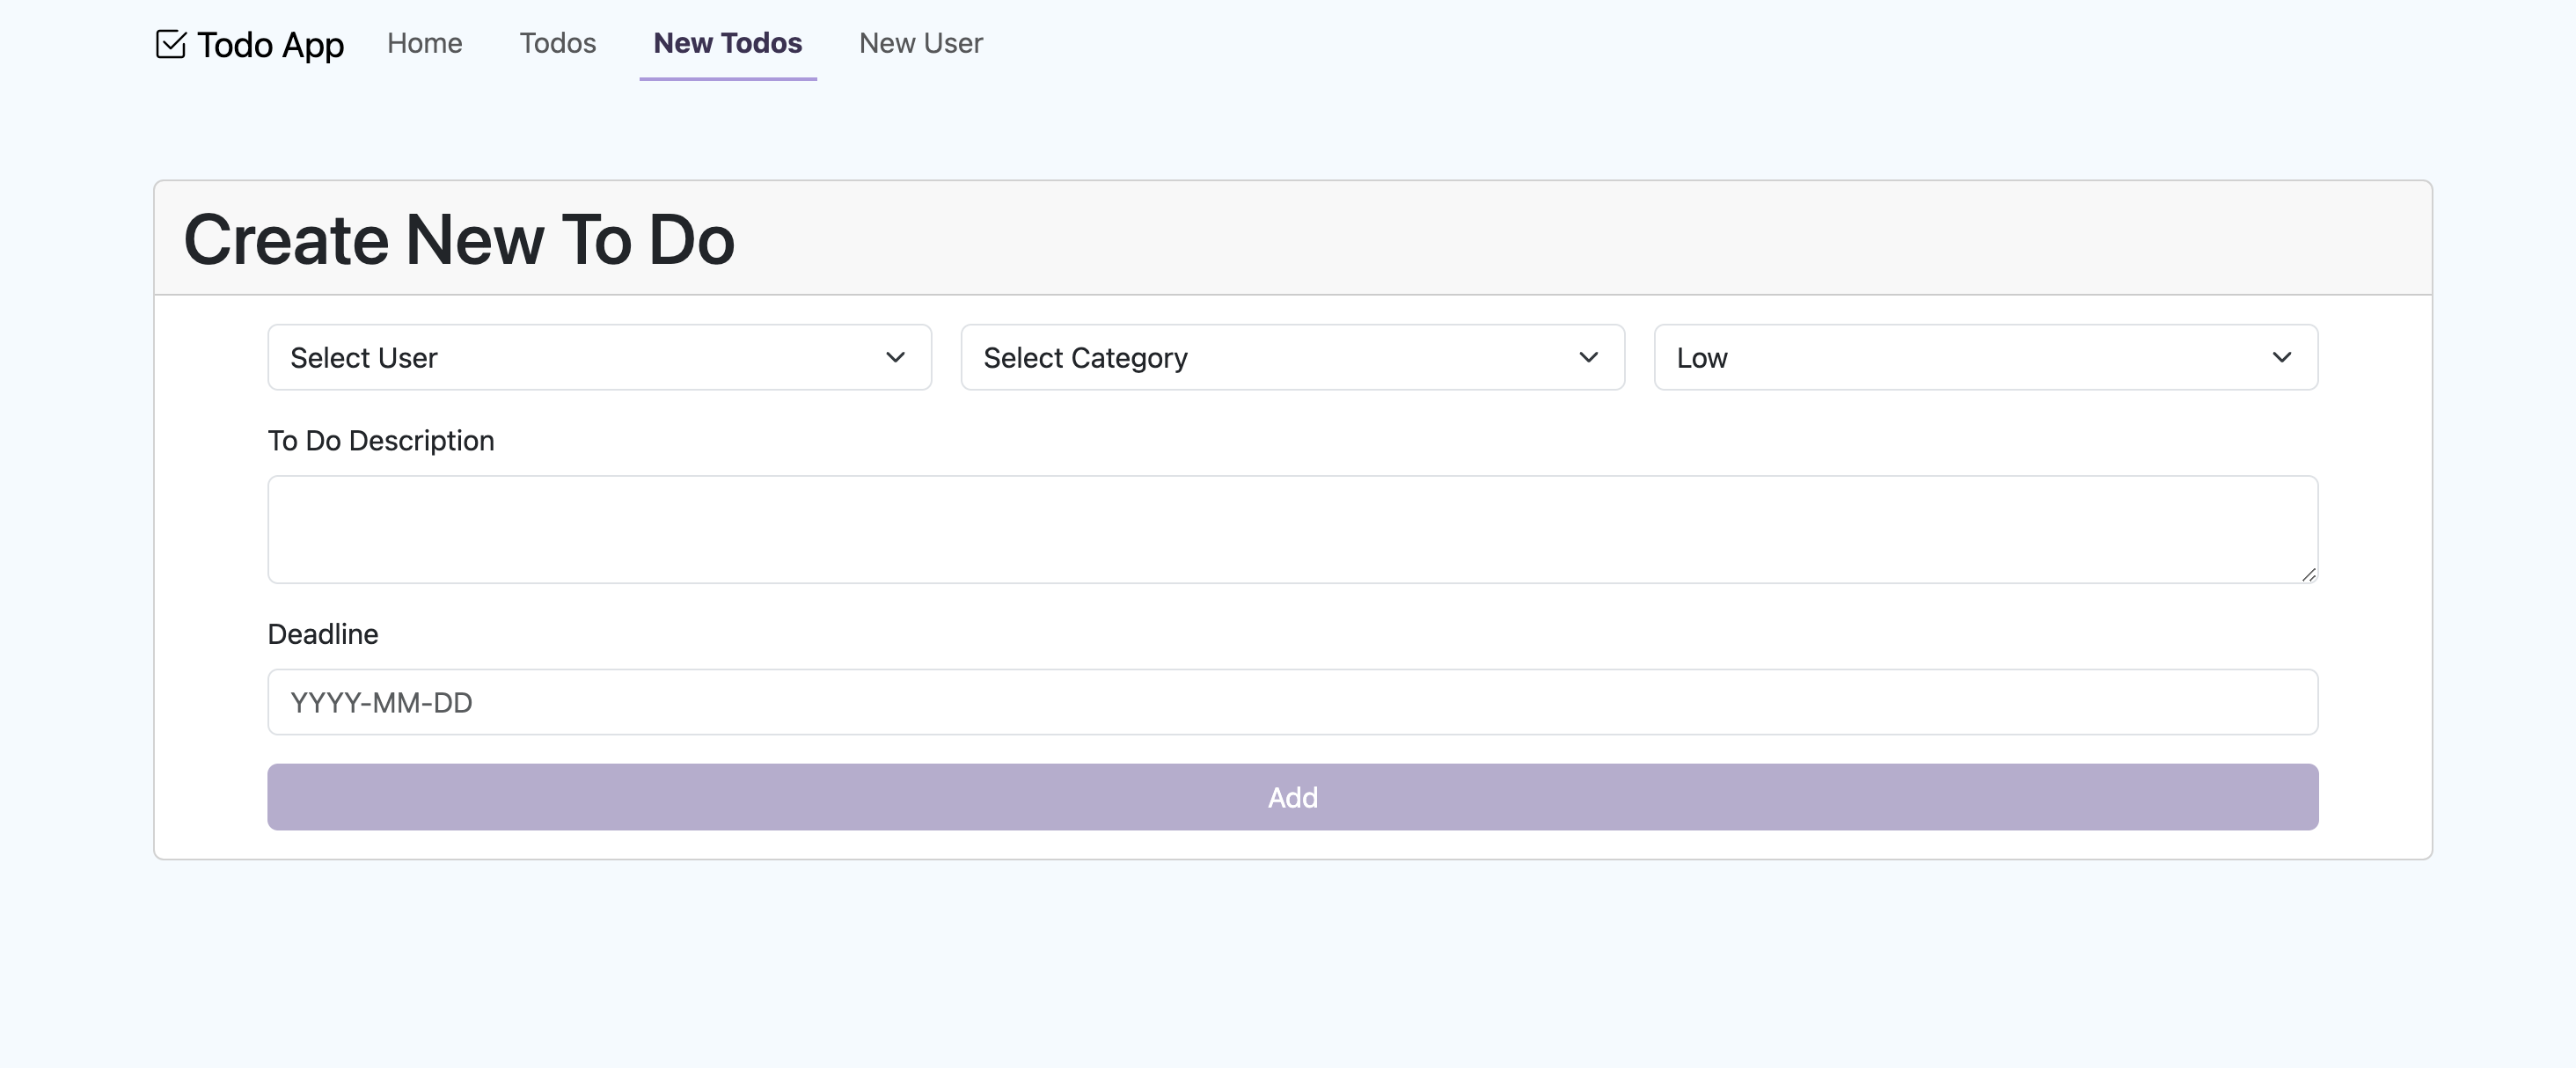 Todo App Home Todos New Todos New User
Create New To Do
Select User Select Category Low
To Do Description
Deadline
YYYY-MM-DD
Add